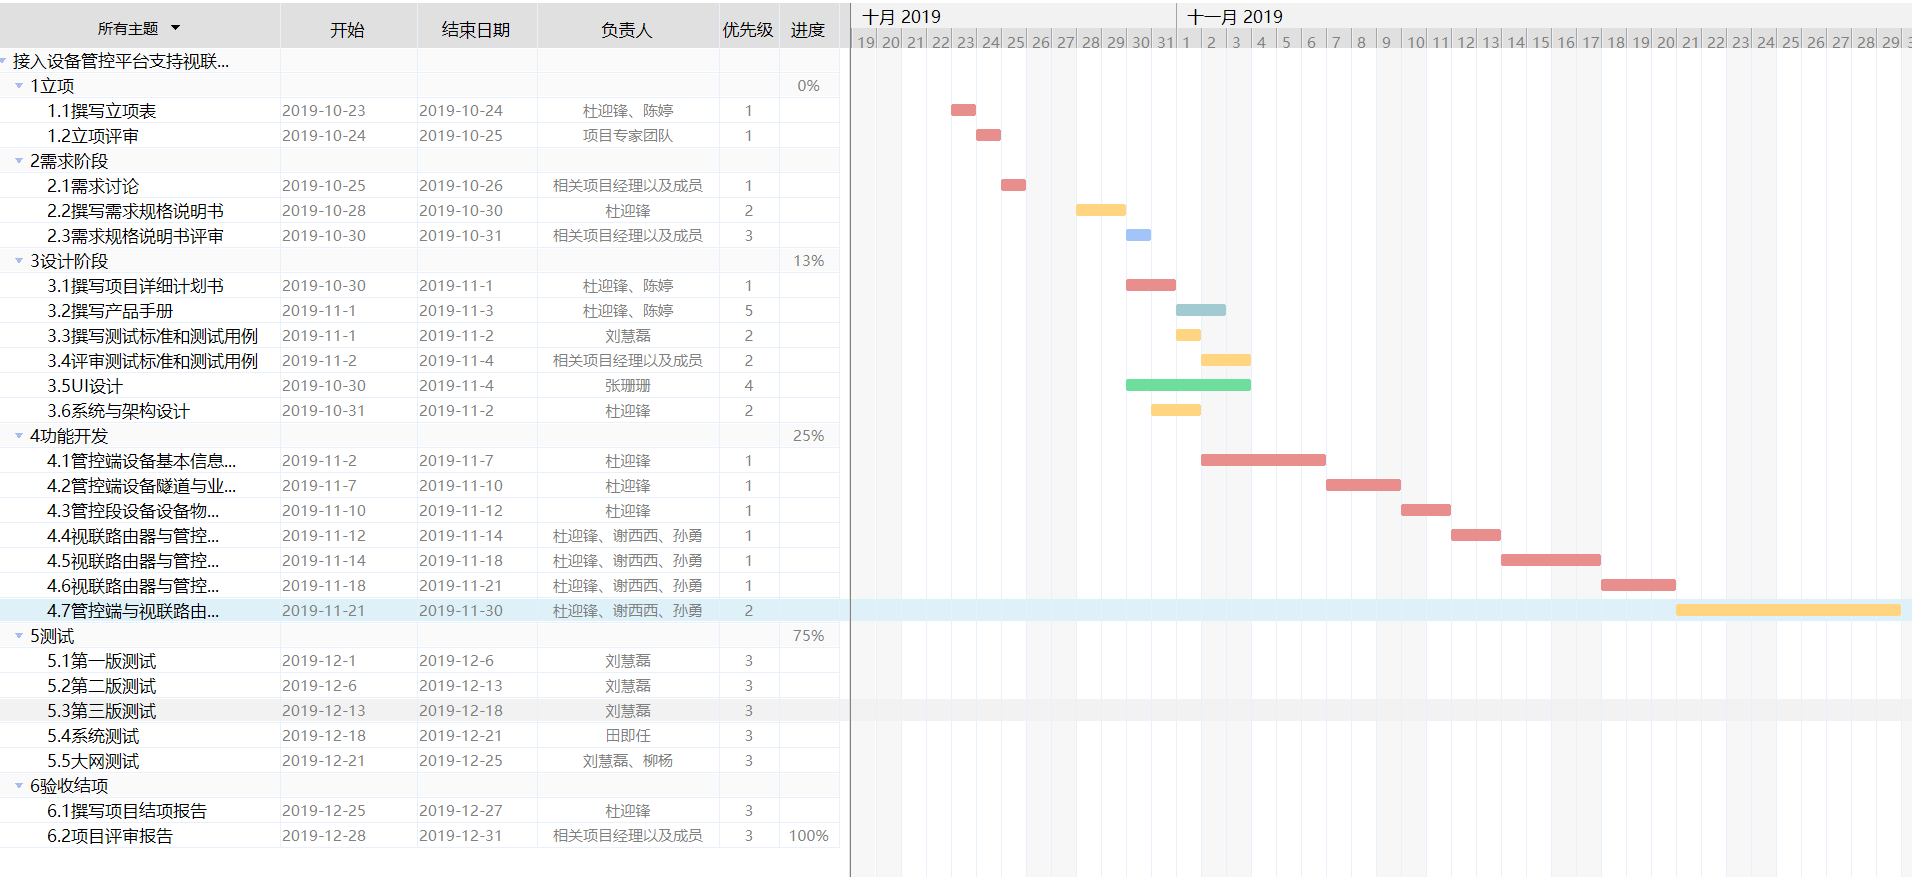 所有主题 开始 结束日期 负责人 优先级 进度 十月 2019 十一月 2019
19 20 21 22 23 24 25 26 27 28 29 30 31 1 2 3 4 5 6 7 8 9 10 11 12 13 14 15 16 17 18 19 20 21 22 23 24 25 26 27 28 29
接入设备管控平台支持视联...
1立项 0%
1.1撰写立项表 2019-10-23 2019-10-24 杜迎锋、陈婷 1
1.2立项评审 2019-10-24 2019-10-25 项目专家团队 1
2需求阶段
2.1需求讨论 2019-10-25 2019-10-26 相关项目经理以及成员 1
2.2撰写需求规格说明书 2019-10-28 2019-10-30 杜迎锋 2
2.3需求规格说明书评审 2019-10-30 2019-10-31 相关项目经理以及成员 3
3设计阶段 13%
3.1撰写项目详细计划书 2019-10-30 2019-11-1 杜迎锋、陈婷 1
3.2撰写产品手册 2019-11-1 2019-11-3 杜迎锋、陈婷 5
3.3撰写测试标准和测试用例 2019-11-1 2019-11-2 刘慧磊 2
3.4评审测试标准和测试用例 2019-11-2 2019-11-4 相关项目经理以及成员 2
3.5UI设计 2019-10-30 2019-11-4 张珊珊 4
3.6系统与架构设计 2019-10-31 2019-11-2 杜迎锋 2
4功能开发 25%
4.1管控端设备基本信息... 2019-11-2 2019-11-7 杜迎锋 1
4.2管控端设备隧道与业... 2019-11-7 2019-11-10 杜迎锋 1
4.3管控段设备设备物... 2019-11-10 2019-11-12 杜迎锋 1
4.4视联路由器与管控... 2019-11-12 2019-11-14 杜迎锋、谢西西、孙勇 1
4.5视联路由器与管控... 2019-11-14 2019-11-18 杜迎锋、谢西西、孙勇 1
4.6视联路由器与管控... 2019-11-18 2019-11-21 杜迎锋、谢西西、孙勇 1
4.7管控端与视联路由... 2019-11-21 2019-11-30 杜迎锋、谢西西、孙勇 2
5测试 75%
5.1第一版测试 2019-12-1 2019-12-6 刘慧磊 3
5.2第二版测试 2019-12-6 2019-12-13 刘慧磊 3
5.3第三版测试 2019-12-13 2019-12-18 刘慧磊 3
5.4系统测试 2019-12-18 2019-12-21 田即任 3
5.5大网测试 2019-12-21 2019-12-25 刘慧磊、柳杨 3
6验收结项
6.1撰写项目结项报告 2019-12-25 2019-12-27 杜迎锋 3
6.2项目评审报告 2019-12-28 2019-12-31 相关项目经理以及成员 3 100%